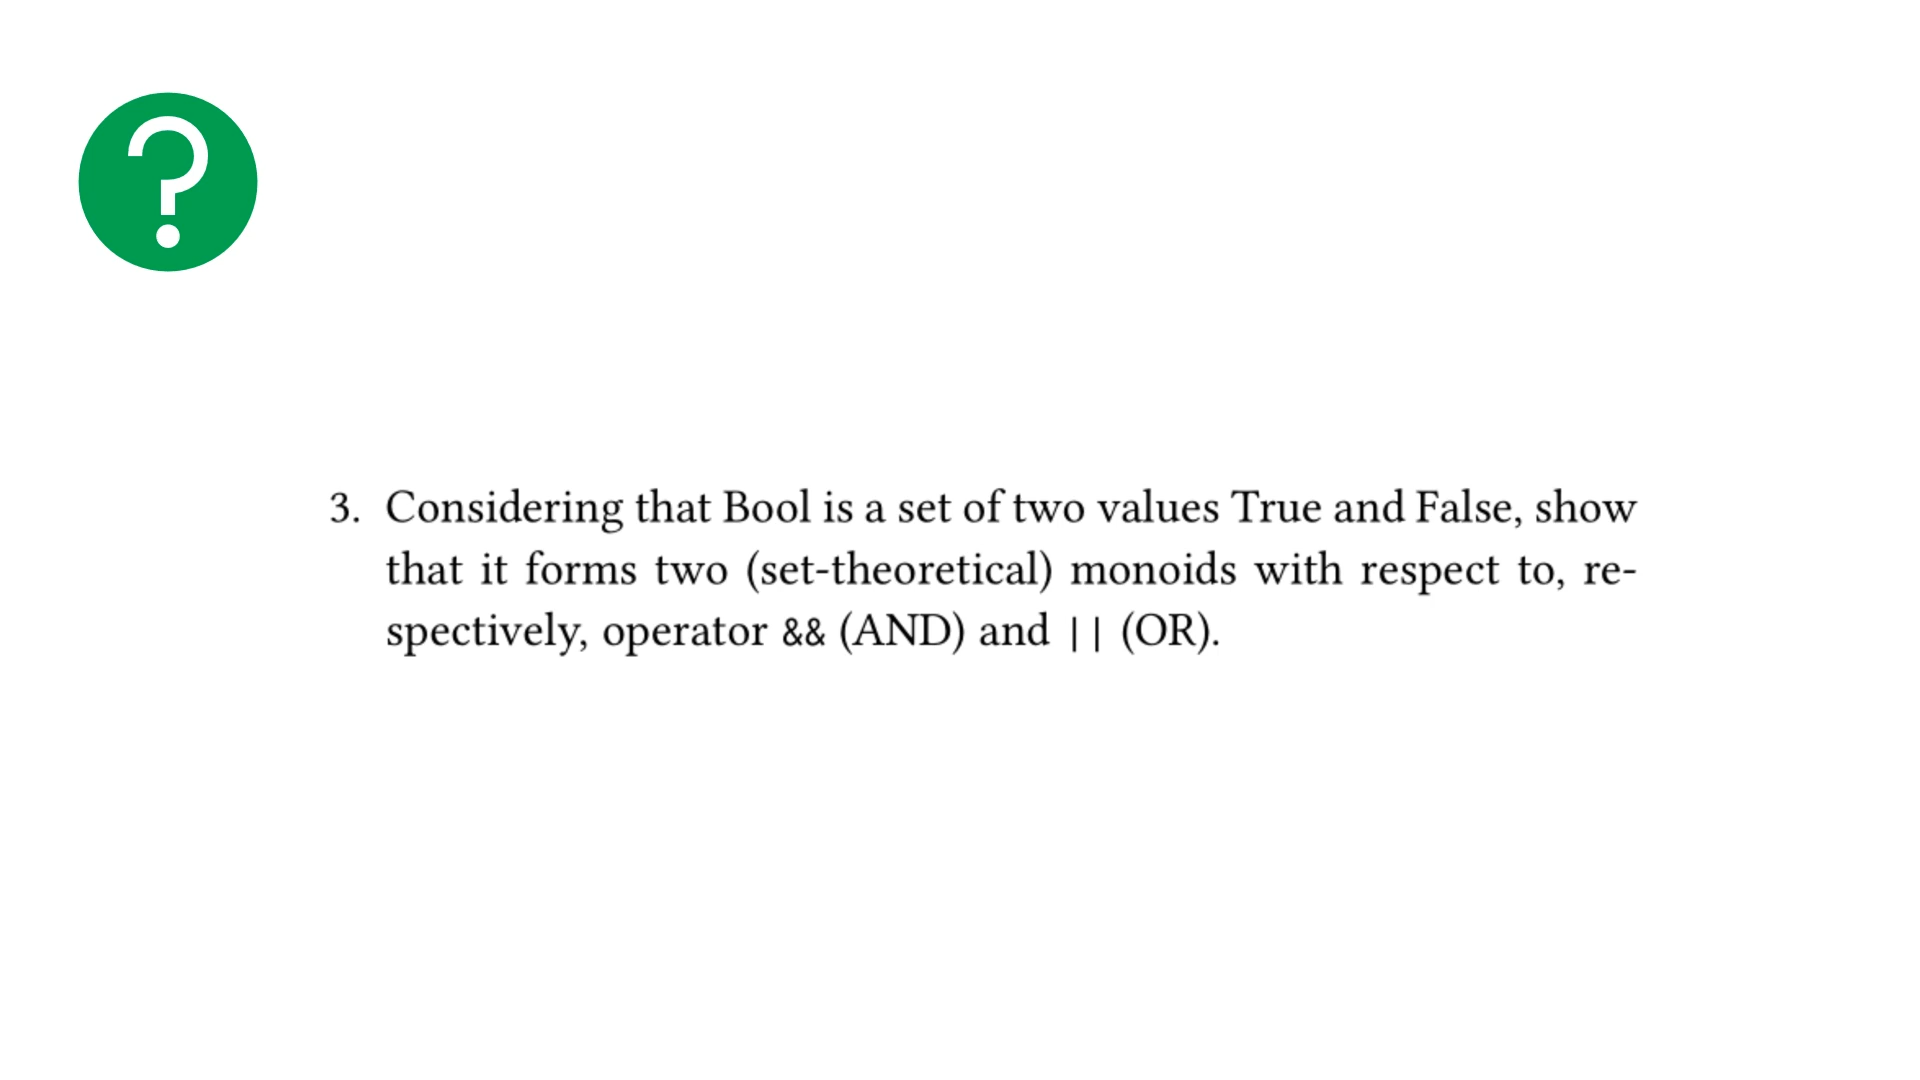 ?
3. Considering that Bool is a set of two values True and False, show
that it forms two (set-theoretical) monoids with respect to, re-
spectively, operator && (AND) and || (OR).